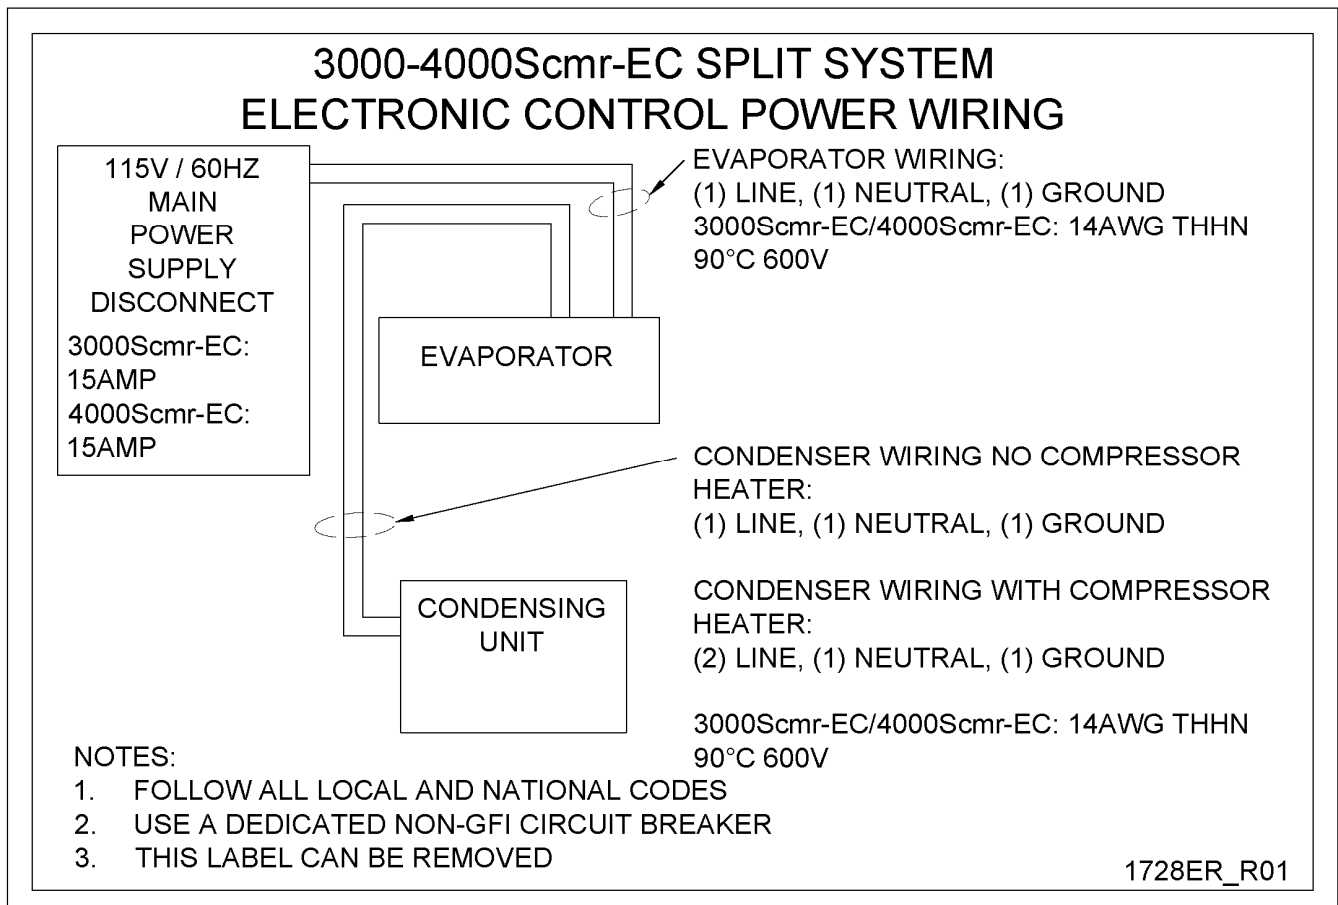 3000-4000Scmr-EC SPLIT SYSTEM
ELECTRONIC CONTROL POWER WIRING
115V / 60HZ
MAIN
POWER
SUPPLY
DISCONNECT
3000Scmr-EC:
15AMP
4000Scmr-EC:
15AMP
EVAPORATOR WIRING:
(1) LINE, (1) NEUTRAL, (1) GROUND
3000Scmr-EC/4000Scmr-EC: 14AWG THHN
90°C 600V
EVAPORATOR
CONDENSER WIRING NO COMPRESSOR
HEATER:
(1) LINE, (1) NEUTRAL, (1) GROUND
CONDENSING
UNIT
CONDENSER WIRING WITH COMPRESSOR
HEATER:
(2) LINE, (1) NEUTRAL, (1) GROUND
3000Scmr-EC/4000Scmr-EC: 14AWG THHN
90°C 600V
NOTES:
1. FOLLOW ALL LOCAL AND NATIONAL CODES
2. USE A DEDICATED NON-GFI CIRCUIT BREAKER
3. THIS LABEL CAN BE REMOVED
1728ER_R01